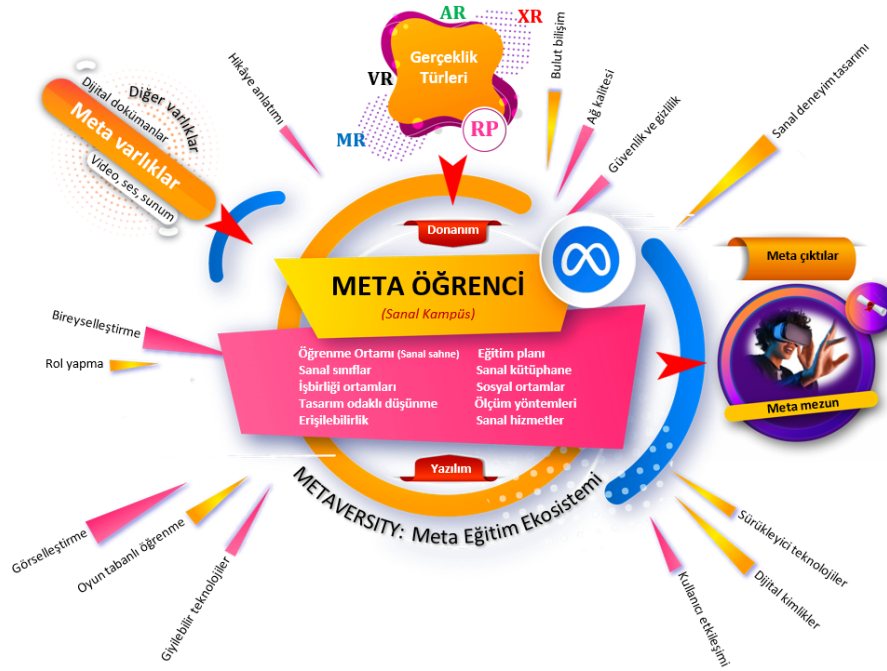 AR
XR
VR
MR
RP
Gerçeklik
Türleri
Diğer varlıklar
Dijital dokümanlar
Meta varlıklar
Video, ses, sunum
Hikâye anlatımı
Bulut bilişim
Ağ kalitesi
Güvenlik ve gizlilik
Sanal deneyim tasarımı
Donanım
META ÖĞRENCİ
(Sanal Kampüs)
Öğrenme Ortamı (Sanal sahne)
Sanal sınıflar
İşbirliği ortamları
Tasarım odaklı düşünme
Erişilebilirlik
Eğitim planı
Sanal kütüphane
Sosyal ortamlar
Ölçüm yöntemleri
Sanal hizmetler
Yazılım
METAVERSITY: Meta Eğitim Ekosistemi
Meta çıktılar
Meta mezun
Bireyselleştirme
Rol yapma
Görselleştirme
Oyun tabanlı öğrenme
Giyilebilir teknolojiler
Sürükleyici teknolojiler
Dijital kimlikler
Kullanıcı etkileşimi